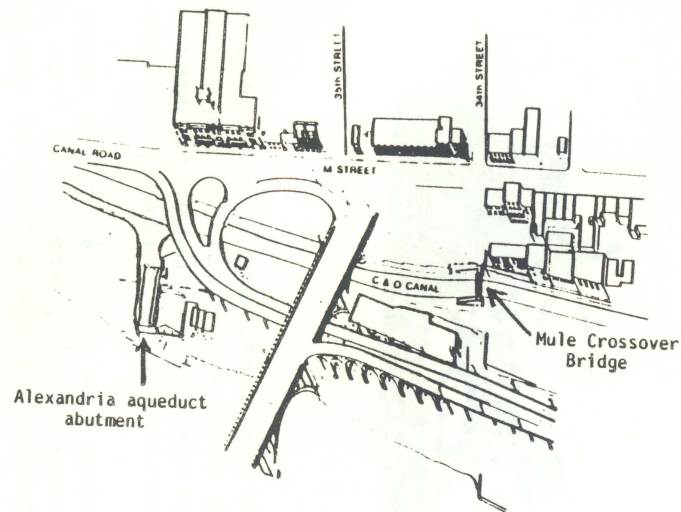 35th STREET
34th STREET
CANAL ROAD
M STREET
C & O CANAL
Mule Crossover
Bridge
Alexandria aqueduct
abutment